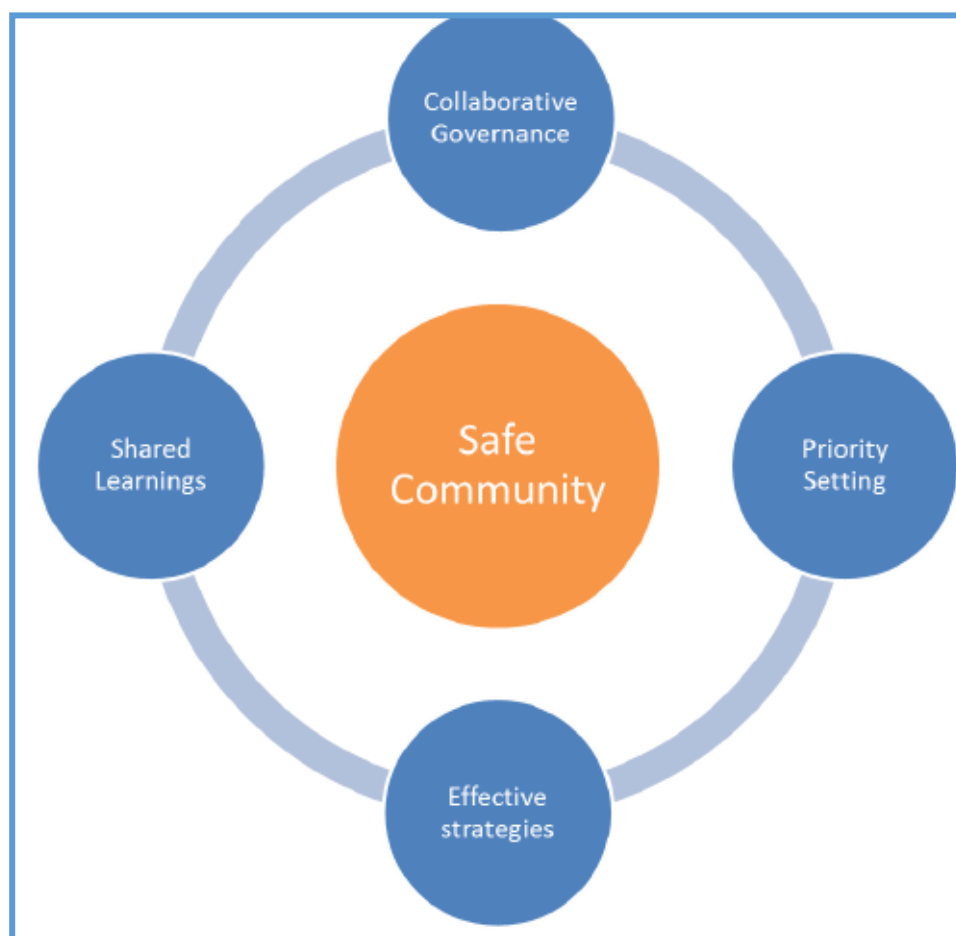 Collaborative
Governance
Shared
Learnings
Safe
Community
Priority
Setting
Effective
strategies